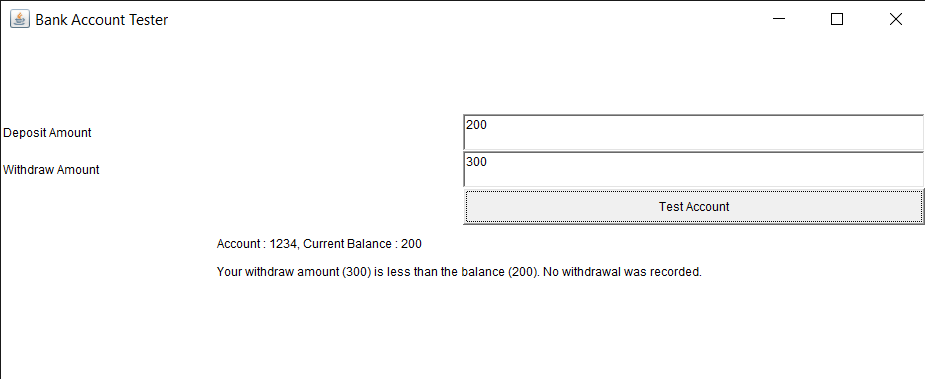 Bank Account Tester
Deposit Amount
200
Withdraw Amount
300
Test Account
Account : 1234, Current Balance : 200
Your withdraw amount (300) is less than the balance (200). No withdrawal was recorded.